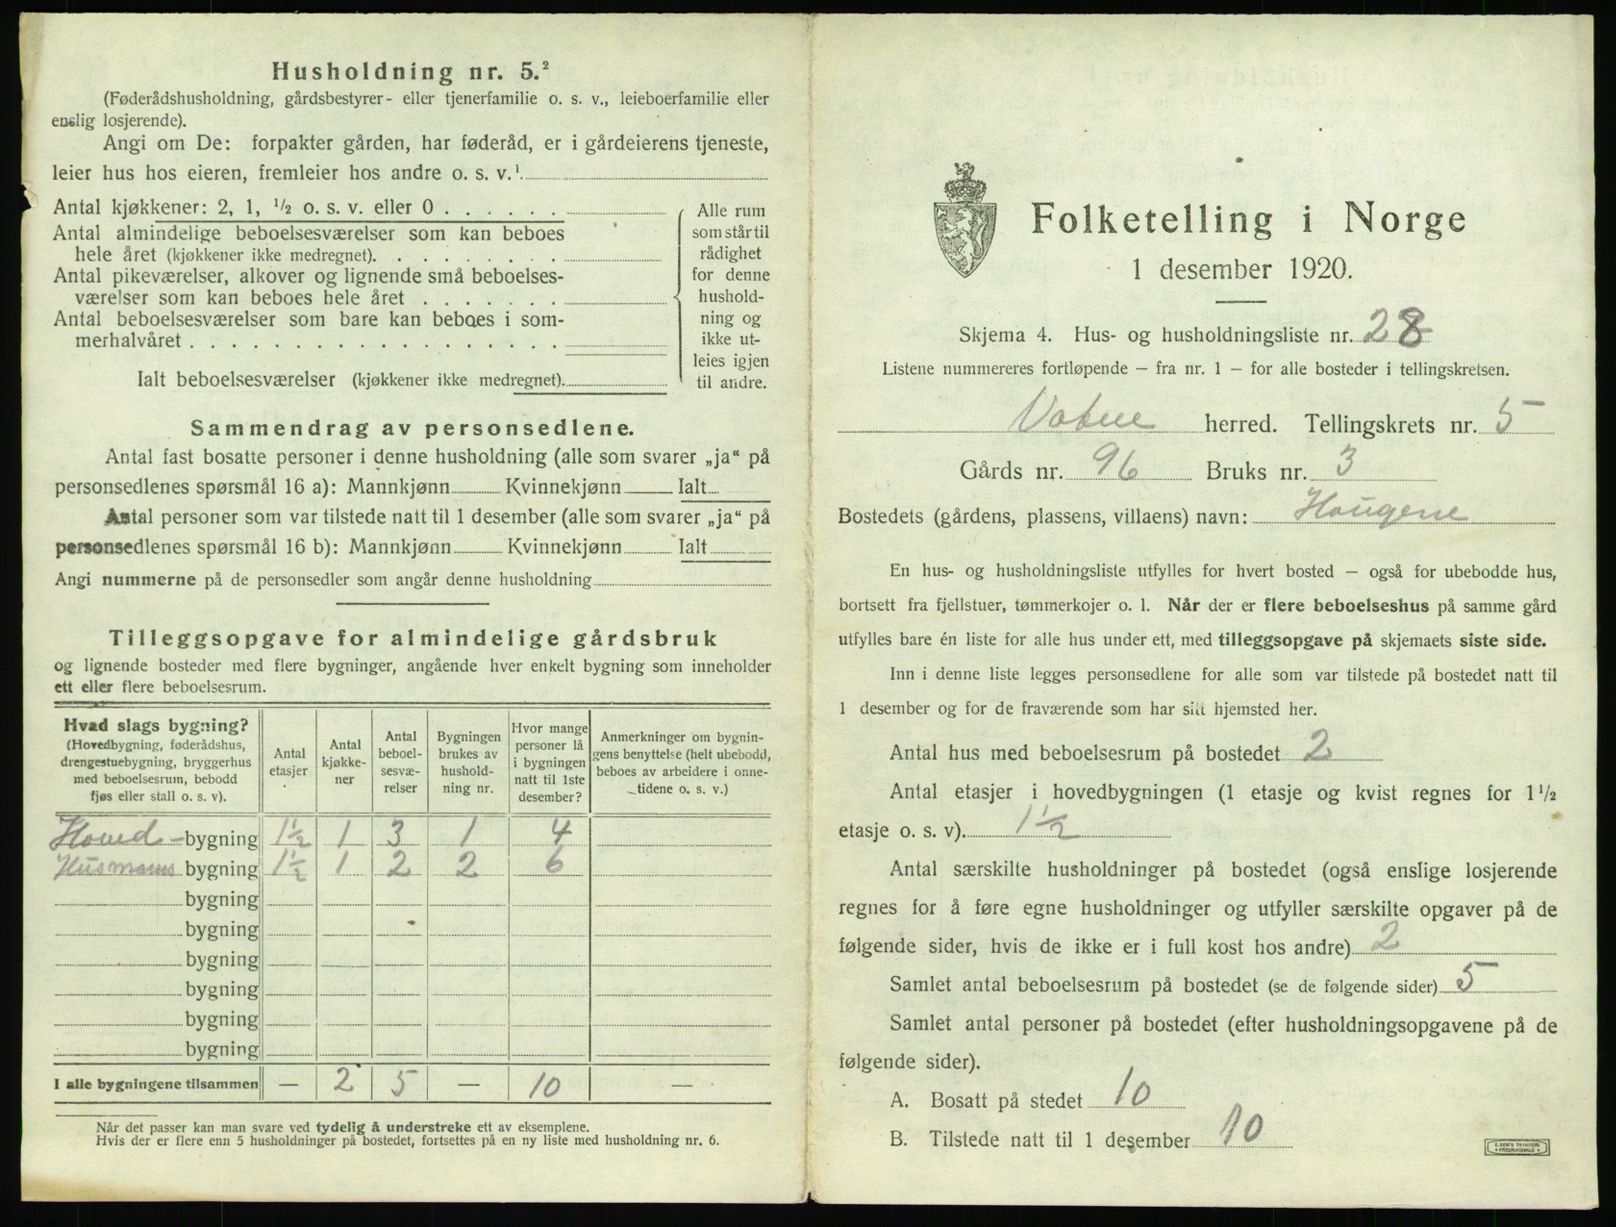 Husholdning nr. 5.²
(Føderådshusholdning, gårdsbestyrer- eller tjenerfamilie o. s. v., leieboerfamilie eller
enslig losjerende).
Angi om De: forpakter gården, har føderåd, er i gårdeierens tjeneste,
leier hus hos eieren, fremleier hos andre o. s. v.¹
Antal kjøkkener: 2, 1, ½ o. s. v. eller 0 . . . . . .
Antal almindelige beboelsesværelser som kan beboes
hele året (kjøkkener ikke medregnet). . . . . . . .
Antal pikeværelser, alkover og lignende små beboelses-
værelser som kan beboes hele året . . . . . . .
Antal beboelsesværelser som bare kan beboes i som-
merhalvåret . . . . . . . . . . . . . . . . . .
Ialt beboelsesværelser (kjøkkener ikke medregnet).
Alle rum
som står til
rådighet
for denne
hushold-
ning og
ikke ut-
leies igjen
til andre.
Sammendrag av personsedlene.
Antal fast bosatte personer i denne husholdning (alle som svarer „ja“ på
personsedlenes spørsmål 16 a): Mannkjønn Kvinnekjønn Ialt
Antal personer som var tilstede natt til 1 desember (alle som svarer „ja“ på
personsedlenes spørsmål 16 b): Mannkjønn Kvinnekjønn Ialt
Angi nummerne på de personsedler som angår denne husholdning
Tilleggsopgave for almindelige gårdsbruk
og lignende bosteder med flere bygninger, angående hver enkelt bygning som inneholder
ett eller flere beboelsesrum.
Hvad slags bygning?
(Hovedbygning, føderådshus,
drengestuebygning, bryggerhus
med beboelsesrum, bebodd
fjøs eller stall o. s. v).
Antal
etasjer
Antal
kjøkke-
ner
Antal
beboel-
sesvæ-
relser
Bygningen
brukes av
hushold-
ning nr.
Hvor mange
personer lå
i bygningen
natt til 1ste
desember?
Anmerkninger om bygnin-
gens benyttelse (helt ubebodd,
beboes av arbeidere i onne-
tidene o. s. v.)
Hoved-bygning 1½ 1 3 1 4
Husmanns bygning 1½ 1 2 2 6
bygning
bygning
bygning
bygning
bygning
bygning
I alle bygningene tilsammen — 2 5 — 10 —
Når det passer kan man svare ved tydelig å understreke ett av eksemplene.
Hvis der er flere enn 5 husholdninger på bostedet, fortsettes på en ny liste med husholdning nr. 6.
Folketelling i Norge
1 desember 1920.
Skjema 4. Hus- og husholdningsliste nr. 28
Listene nummereres fortløpende – fra nr. 1 – for alle bosteder i tellingskretsen.
Vatne herred. Tellingskrets nr. 5
Gårds nr. 96 Bruks nr. 3
Bostedets (gårdens, plassens, villaens) navn: Haugene
En hus- og husholdningsliste utfylles for hvert bosted – også for ubebodde hus,
bortsett fra fjellstuer, tømmerkojer o. l. Når der er flere beboelseshus på samme gård
utfylles bare én liste for alle hus under ett, med tilleggsopgave på skjemaets siste side.
Inn i denne liste legges personsedlene for alle som var tilstede på bostedet natt til
1 desember og for de fraværende som har sitt hjemsted her.
Antal hus med beboelsesrum på bostedet 2
Antal etasjer i hovedbygningen (1 etasje og kvist regnes for 1½
etasje o. s. v). 1½
Antal særskilte husholdninger på bostedet (også enslige losjerende
regnes for å føre egne husholdninger og utfyller særskilte opgaver på de
følgende sider, hvis de ikke er i full kost hos andre) 2
Samlet antal beboelsesrum på bostedet (se de følgende sider) 5
Samlet antal personer på bostedet (efter husholdningsopgavene på de
følgende sider).
A. Bosatt på stedet 10
B. Tilstede natt til 1 desember 10